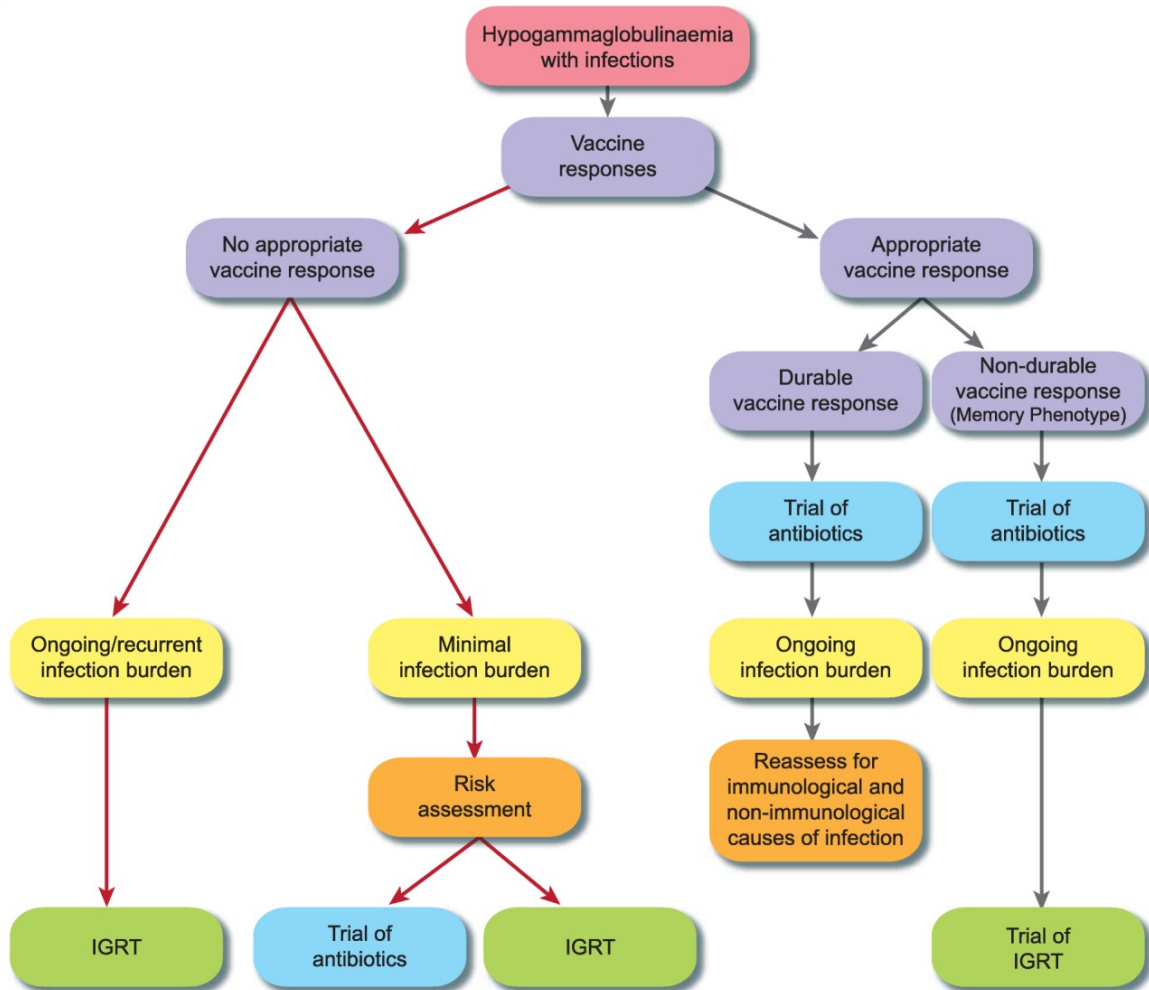 Hypogammaglobulinaemia
with infections
Vaccine
responses
No appropriate
vaccine response
Appropriate
vaccine response
Durable
vaccine response
Non-durable
vaccine response
(Memory Phenotype)
Trial of
antibiotics
Trial of
antibiotics
Ongoing/recurrent
infection burden
Minimal
infection burden
Ongoing
infection burden
Ongoing
infection burden
Risk
assessment
Reassess for
immunological and
non-immunological
causes of infection
IGRT
Trial of
antibiotics
IGRT
Trial of
IGRT